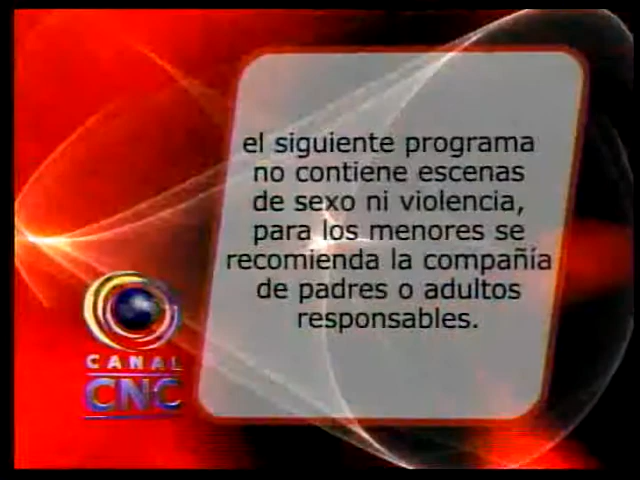 el siguiente programa
no contiene escenas
de sexo ni violencia,
para los menores se
recomienda la compañía
de padres o adultos
responsables.
CANAL
CNC